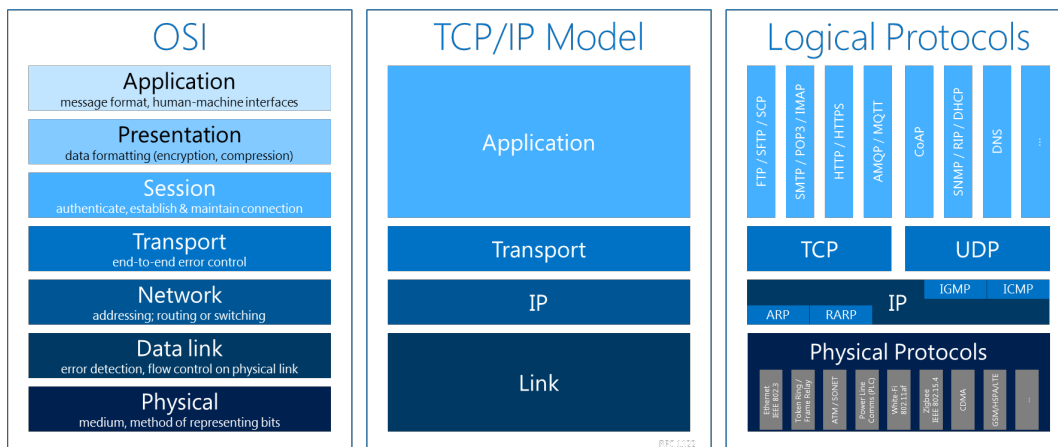 OSI
Application
message format, human-machine interfaces
Presentation
data formatting (encryption, compression)
Session
authenticate, establish & maintain connection
Transport
end-to-end error control
Network
addressing; routing or switching
Data link
error detection, flow control on physical link
Physical
medium, method of representing bits
TCP/IP Model
Application
Transport
IP
Link
RFC 1122
Logical Protocols
FTP / SFTP / SCP
SMTP / POP3 / IMAP
HTTP / HTTPS
AMQP / MQTT
CoAP
SNMP / RIP / DHCP
DNS
...
TCP
UDP
IP
IGMP
ICMP
ARP
RARP
Physical Protocols
Ethernet
IEEE 802.3
Token Ring /
Frame Relay
ATM / SONET
Power Line
Comms (PLC)
White-Fi
802.11af
Zigbee
IEEE 802.15.4
CDMA
GSM/HSPA/LTE
...